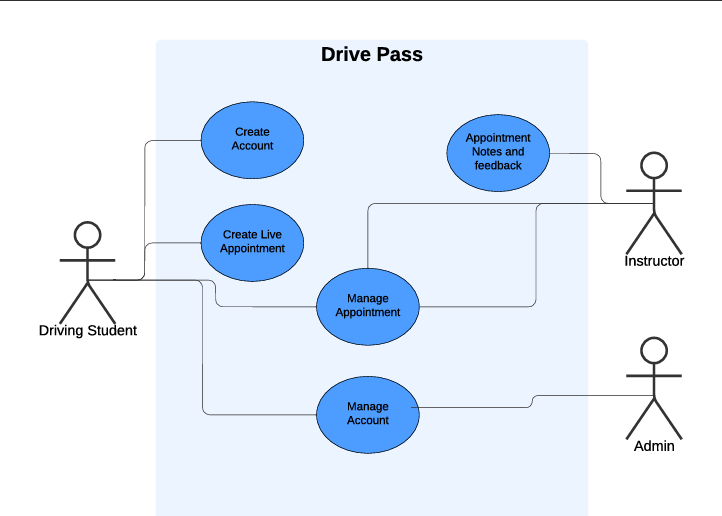 Drive Pass
Create
Account
Appointment
Notes and
feedback
Create Live
Appointment
Instructor
Manage
Appointment
Driving Student
Manage
Account
Admin